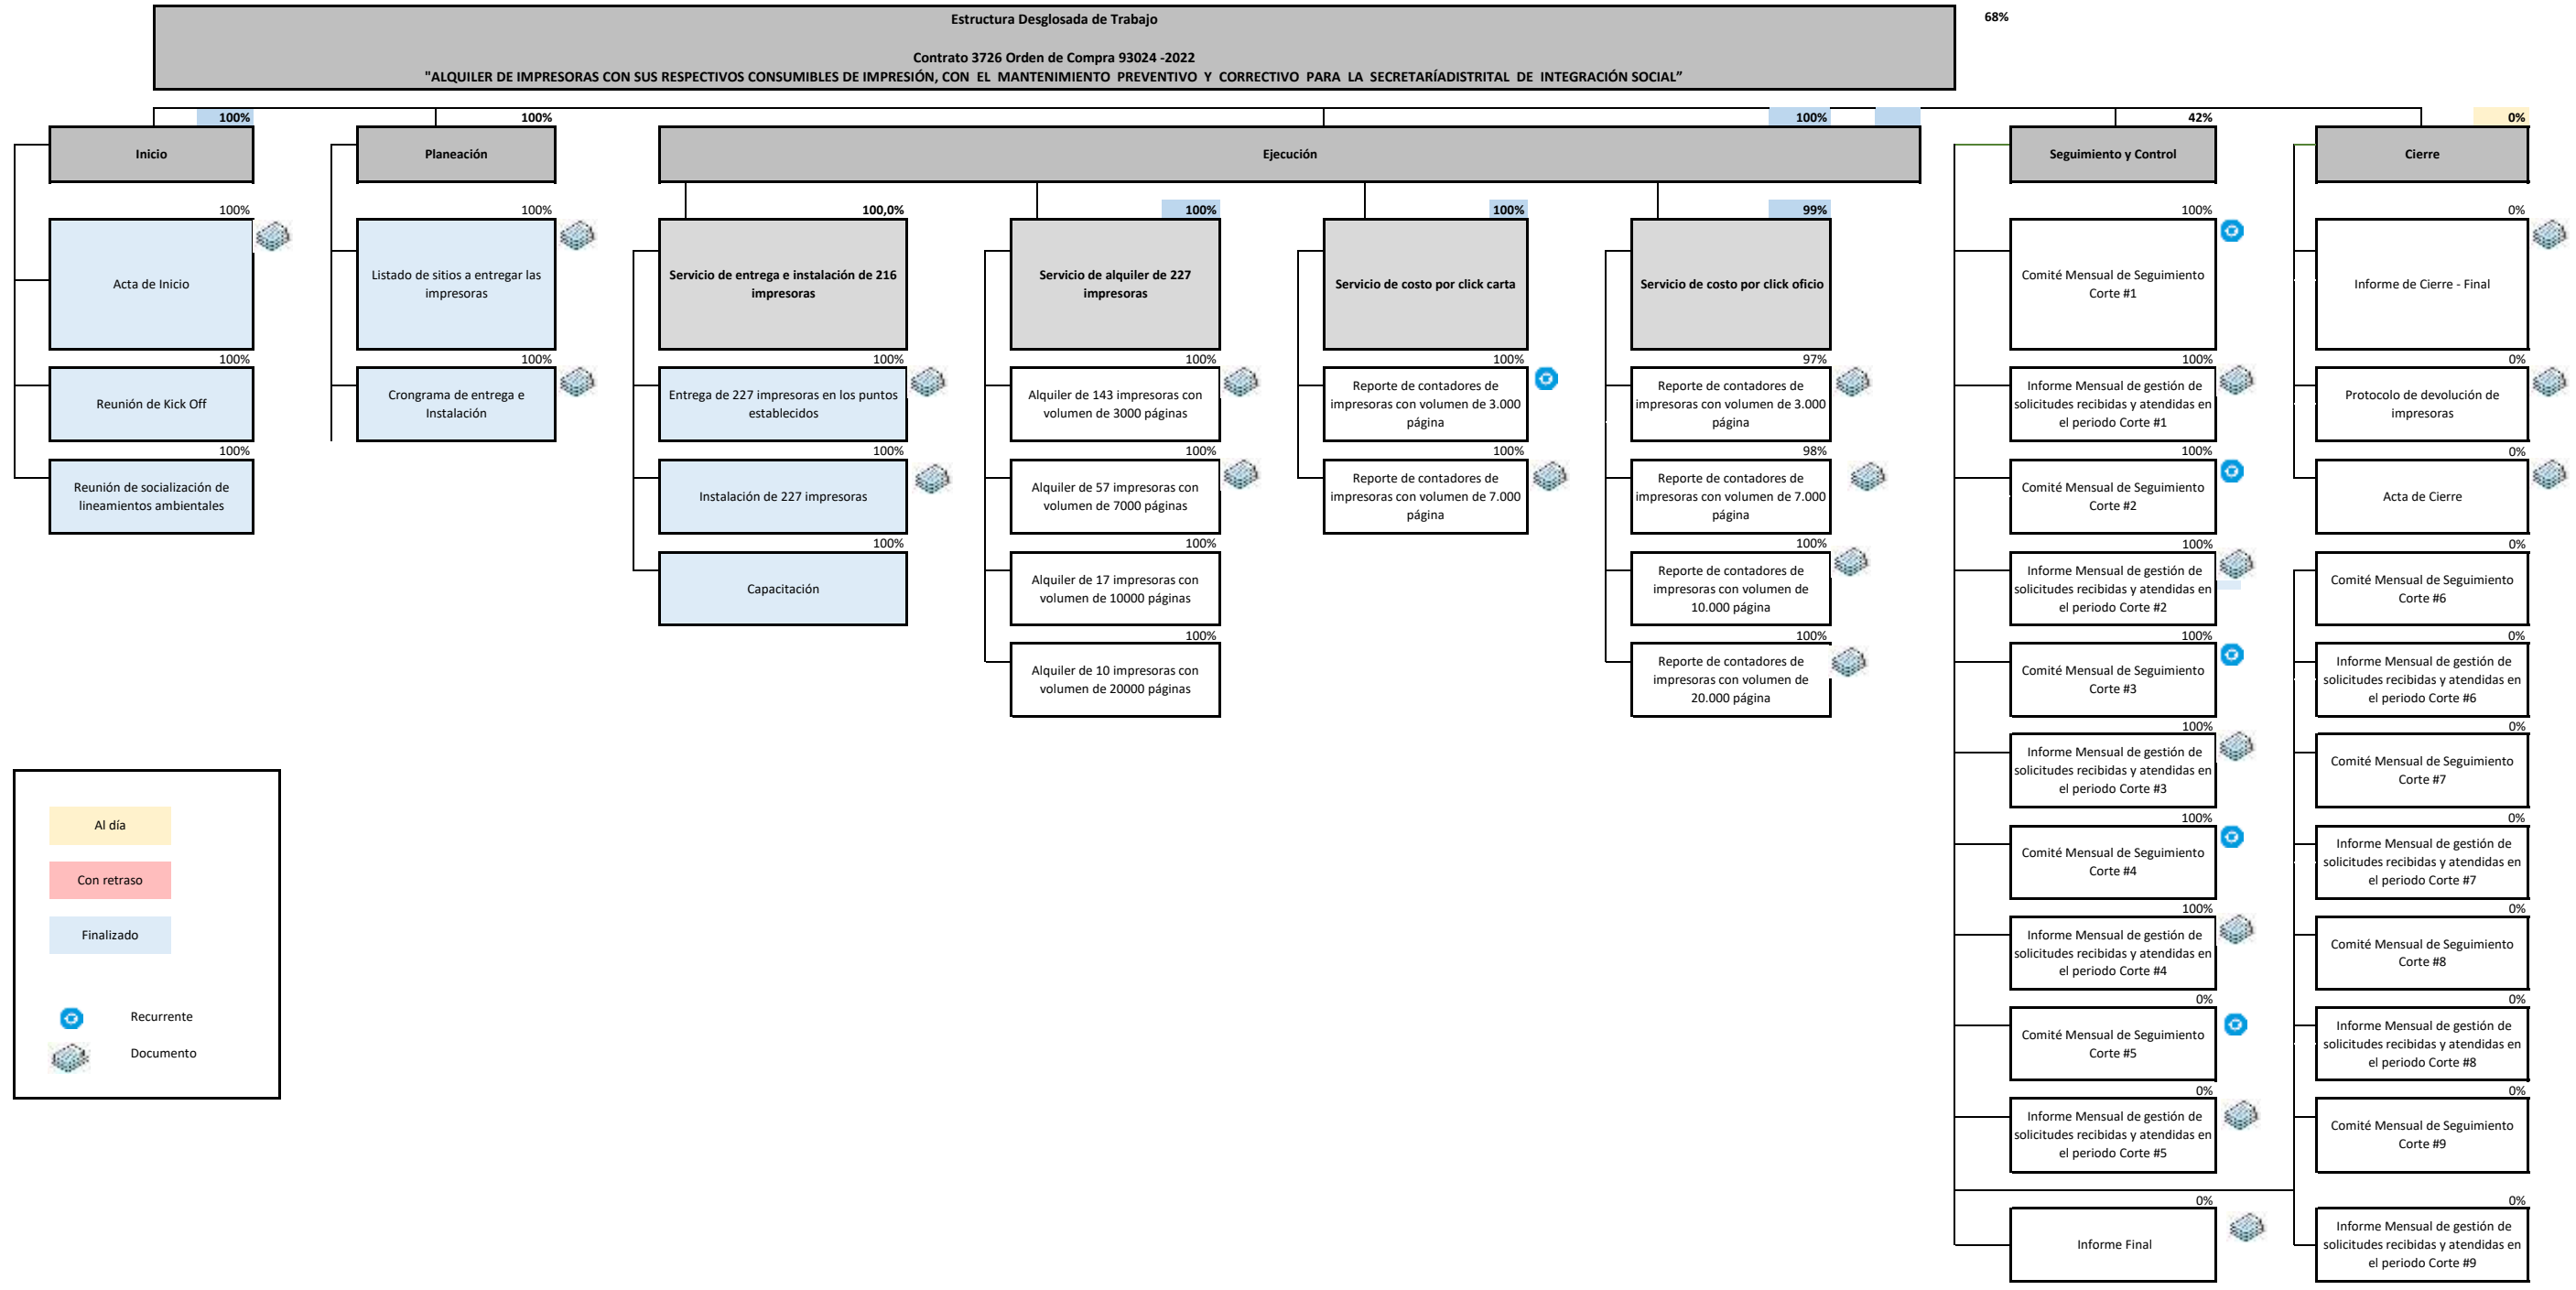 Estructura Desglosada de Trabajo
68%
Contrato 3726 Orden de Compra 93024 -2022
"ALQUILER DE IMPRESORAS CON SUS RESPECTIVOS CONSUMIBLES DE IMPRESIÓN, CON EL MANTENIMIENTO PREVENTIVO Y CORRECTIVO PARA LA SECRETARÍADISTRITAL DE INTEGRACIÓN SOCIAL”
100%
Inicio
100%
Acta de Inicio
100%
Reunión de Kick Off
100%
Reunión de socialización de
lineamientos ambientales
100%
Planeación
100%
Listado de sitios a entregar las
impresoras
100%
Crongrama de entrega e
Instalación
100%
Ejecución
100,0%
Servicio de entrega e instalación de 216
impresoras
100%
Entrega de 227 impresoras en los puntos
establecidos
100%
Instalación de 227 impresoras
100%
Capacitación
100%
Servicio de alquiler de 227
impresoras
100%
Alquiler de 143 impresoras con
volumen de 3000 páginas
100%
Alquiler de 57 impresoras con
volumen de 7000 páginas
100%
Alquiler de 17 impresoras con
volumen de 10000 páginas
100%
Alquiler de 10 impresoras con
volumen de 20000 páginas
100%
Servicio de costo por click carta
100%
Reporte de contadores de
impresoras con volumen de 3.000
página
100%
Reporte de contadores de
impresoras con volumen de 7.000
página
99%
Servicio de costo por click oficio
97%
Reporte de contadores de
impresoras con volumen de 3.000
página
98%
Reporte de contadores de
impresoras con volumen de 7.000
página
100%
Reporte de contadores de
impresoras con volumen de
10.000 página
100%
Reporte de contadores de
impresoras con volumen de
20.000 página
42%
Seguimiento y Control
100%
Comité Mensual de Seguimiento
Corte #1
100%
Informe Mensual de gestión de
solicitudes recibidas y atendidas en
el periodo Corte #1
100%
Comité Mensual de Seguimiento
Corte #2
100%
Informe Mensual de gestión de
solicitudes recibidas y atendidas en
el periodo Corte #2
100%
Comité Mensual de Seguimiento
Corte #3
100%
Informe Mensual de gestión de
solicitudes recibidas y atendidas en
el periodo Corte #3
100%
Comité Mensual de Seguimiento
Corte #4
100%
Informe Mensual de gestión de
solicitudes recibidas y atendidas en
el periodo Corte #4
0%
Comité Mensual de Seguimiento
Corte #5
0%
Informe Mensual de gestión de
solicitudes recibidas y atendidas en
el periodo Corte #5
0%
Informe Final
0%
Cierre
0%
Informe de Cierre - Final
0%
Protocolo de devolución de
impresoras
0%
Acta de Cierre
0%
Comité Mensual de Seguimiento
Corte #6
0%
Informe Mensual de gestión de
solicitudes recibidas y atendidas en
el periodo Corte #6
0%
Comité Mensual de Seguimiento
Corte #7
0%
Informe Mensual de gestión de
solicitudes recibidas y atendidas en
el periodo Corte #7
0%
Comité Mensual de Seguimiento
Corte #8
0%
Informe Mensual de gestión de
solicitudes recibidas y atendidas en
el periodo Corte #8
0%
Comité Mensual de Seguimiento
Corte #9
0%
Informe Mensual de gestión de
solicitudes recibidas y atendidas en
el periodo Corte #9
Al día
Con retraso
Finalizado
Recurrente
Documento